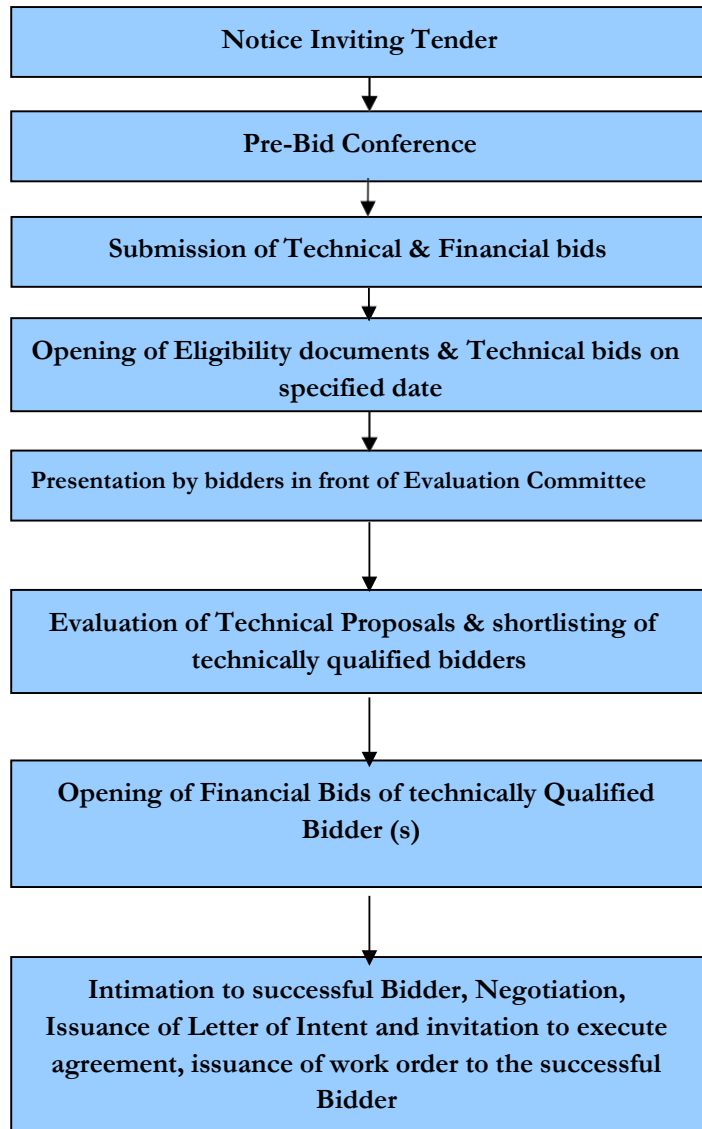 Notice Inviting Tender
Pre-Bid Conference
Submission of Technical & Financial bids
Opening of Eligibility documents & Technical bids on
specified date
Presentation by bidders in front of Evaluation Committee
Evaluation of Technical Proposals & shortlisting of
technically qualified bidders
Opening of Financial Bids of technically Qualified
Bidder (s)
Intimation to successful Bidder, Negotiation,
Issuance of Letter of Intent and invitation to execute
agreement, issuance of work order to the successful
Bidder